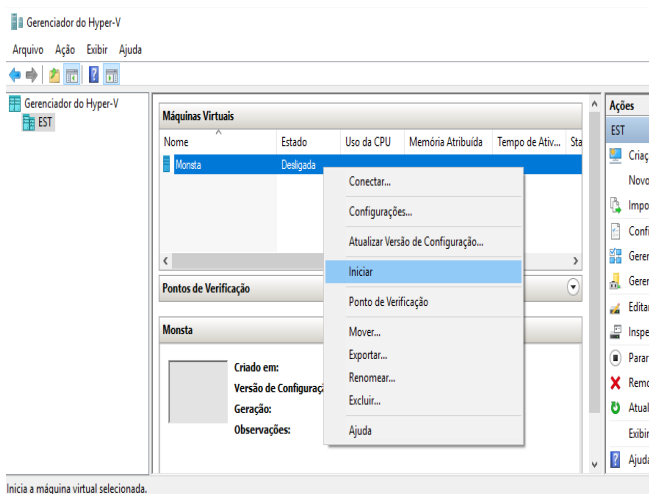 Gerenciador do Hyper-V
Arquivo Ação Exibir Ajuda
Gerenciador do Hyper-V
EST
Máquinas Virtuais
Nome Estado Uso da CPU Memória Atribuída Tempo de Ativ... Sta
Monsta Desligada
Conectar...
Configurações...
Atualizar Versão de Configuração...
Iniciar
Ponto de Verificação
Mover...
Exportar...
Renomear...
Excluir...
Ajuda
Pontos de Verificação
Monsta
Criado em:
Versão de Configuraç
Geração:
Observações:
Ações
EST
Criaç
Novo
Impo
Confi
Geren
Geren
Editar
Inspe
Parar
Remo
Atual
Exibir
Ajuda
Inicia a máquina virtual selecionada.